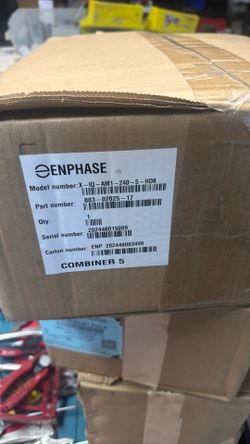 ENPHASE
Model number: X-IQ-AM1-240-5-HDK
Part number: 883-02025-17
Qty: 1
Serial number: 202448015099
Carton number: ENP 202448003499
COMBINER 5